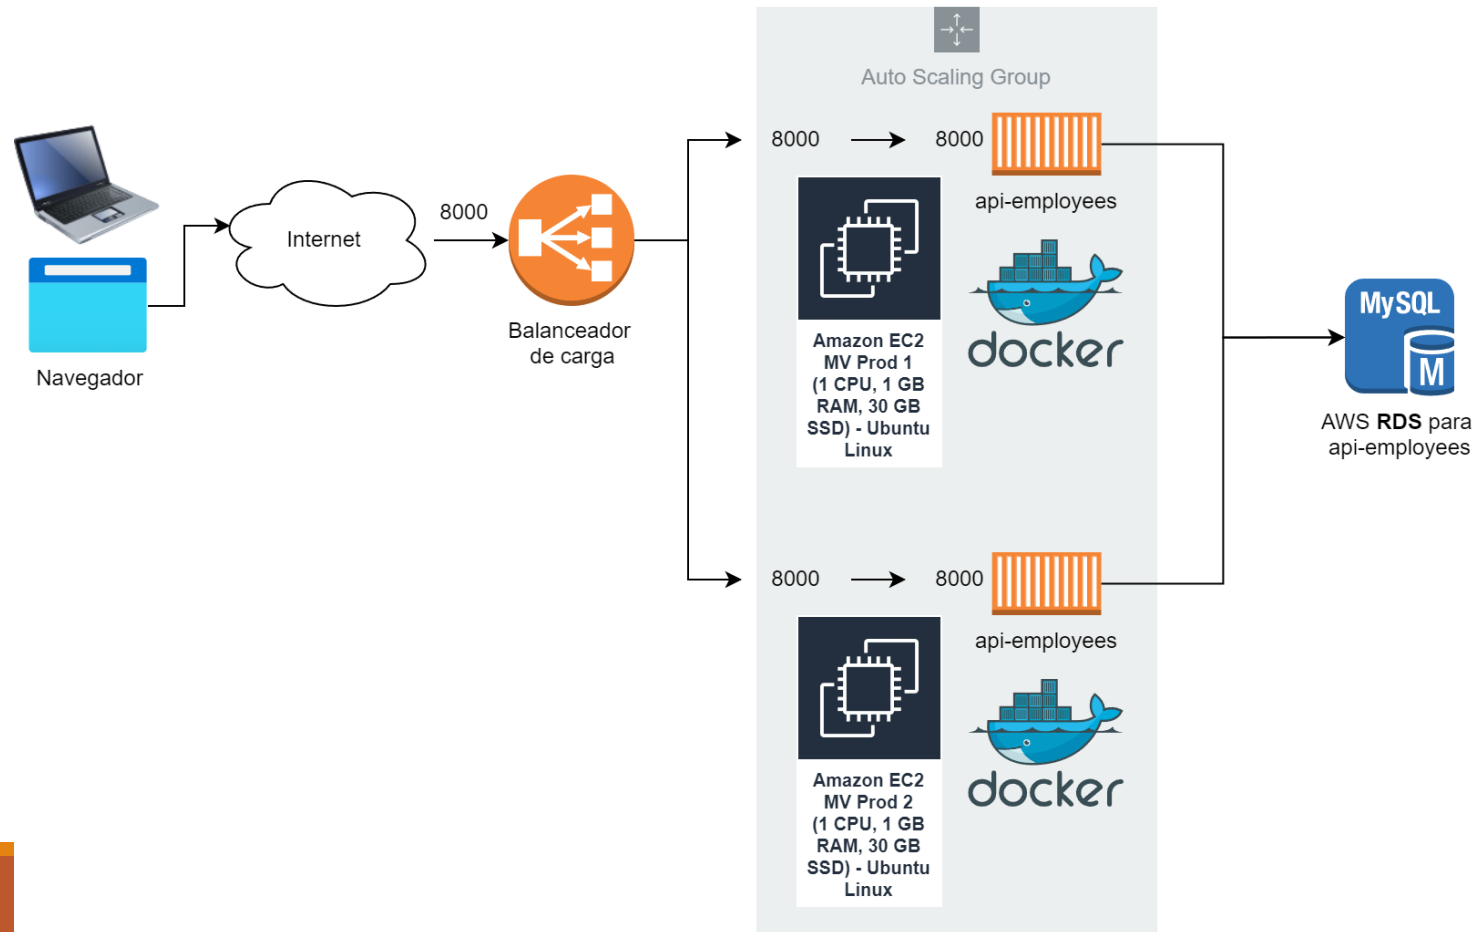 Auto Scaling Group
8000
8000
api-employees
docker
Amazon EC2
MV Prod 1
(1 CPU, 1 GB
RAM, 30 GB
SSD) - Ubuntu
Linux
Navegador
Internet
8000
Balanceador
de carga
MySQL
M
AWS RDS para
api-employees
8000
8000
api-employees
docker
Amazon EC2
MV Prod 2
(1 CPU, 1 GB
RAM, 30 GB
SSD) - Ubuntu
Linux